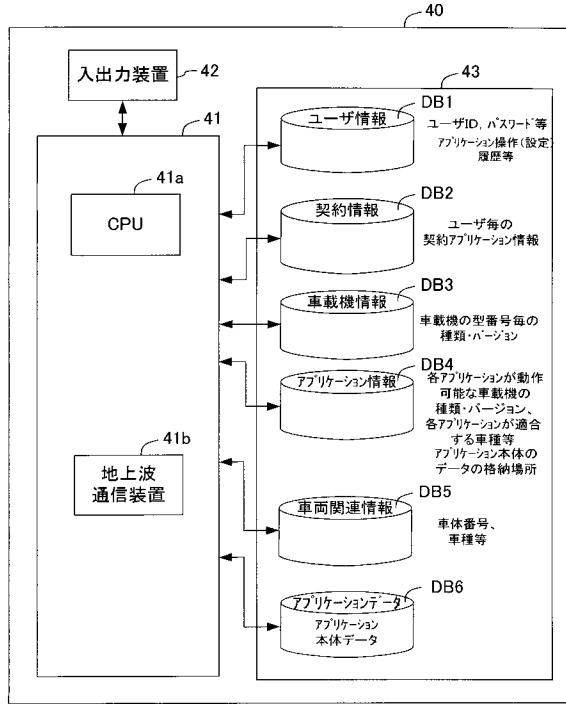 40
入出力装置
42
41
41a
CPU
41b
地上波
通信装置
43
DB1
ユーザ情報
ユーザID, パスワード等
アプリケーション操作(設定)
履歴等
DB2
契約情報
ユーザ毎の
契約アプリケーション情報
DB3
車載機情報
車載機の型番号毎の
種類・バージョン
DB4
アプリケーション情報
各アプリケーションが動作
可能な車載機の
種類・バージョン、
各アプリケーションが適合
する車種等
アプリケーション本体の
データの格納場所
DB5
車両関連情報
車体番号、
車種等
DB6
アプリケーションデータ
アプリケーション
本体データ